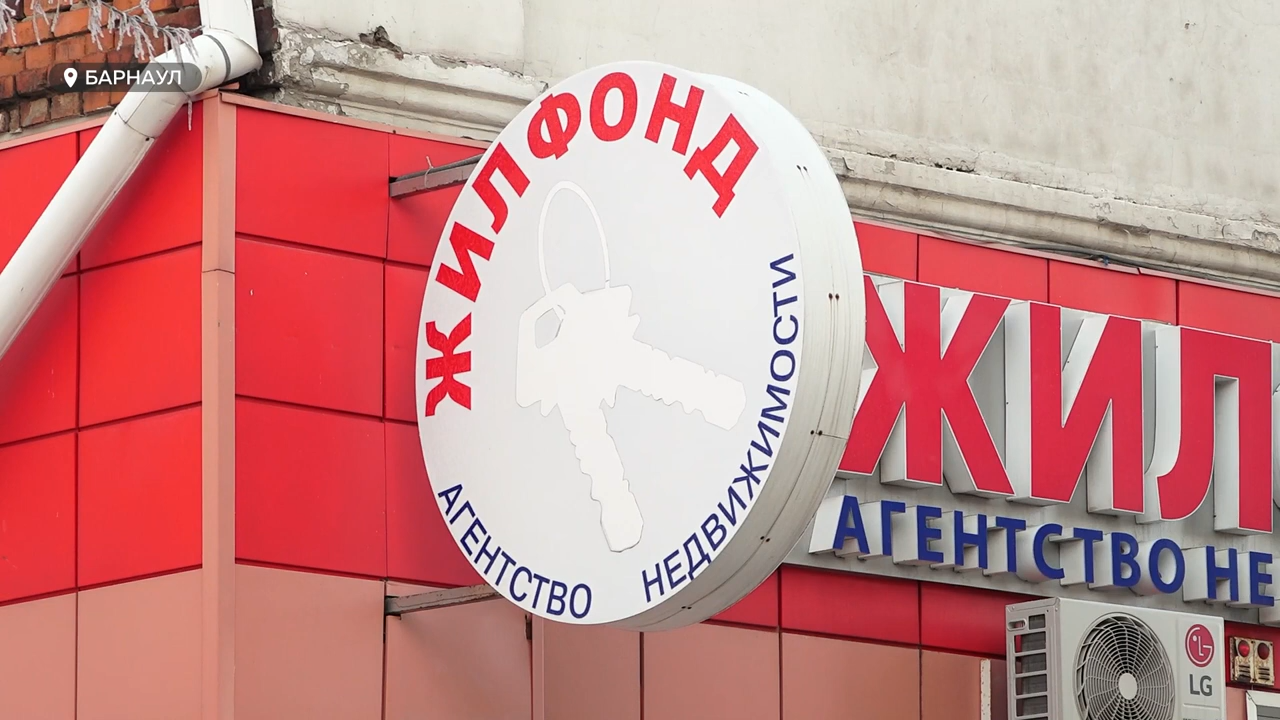 БАРНАУЛ
ЖИЛФОНД
АГЕНТСТВО НЕДВИЖИМОСТИ
ЖИЛ
АГЕНТСТВО НЕ
LG